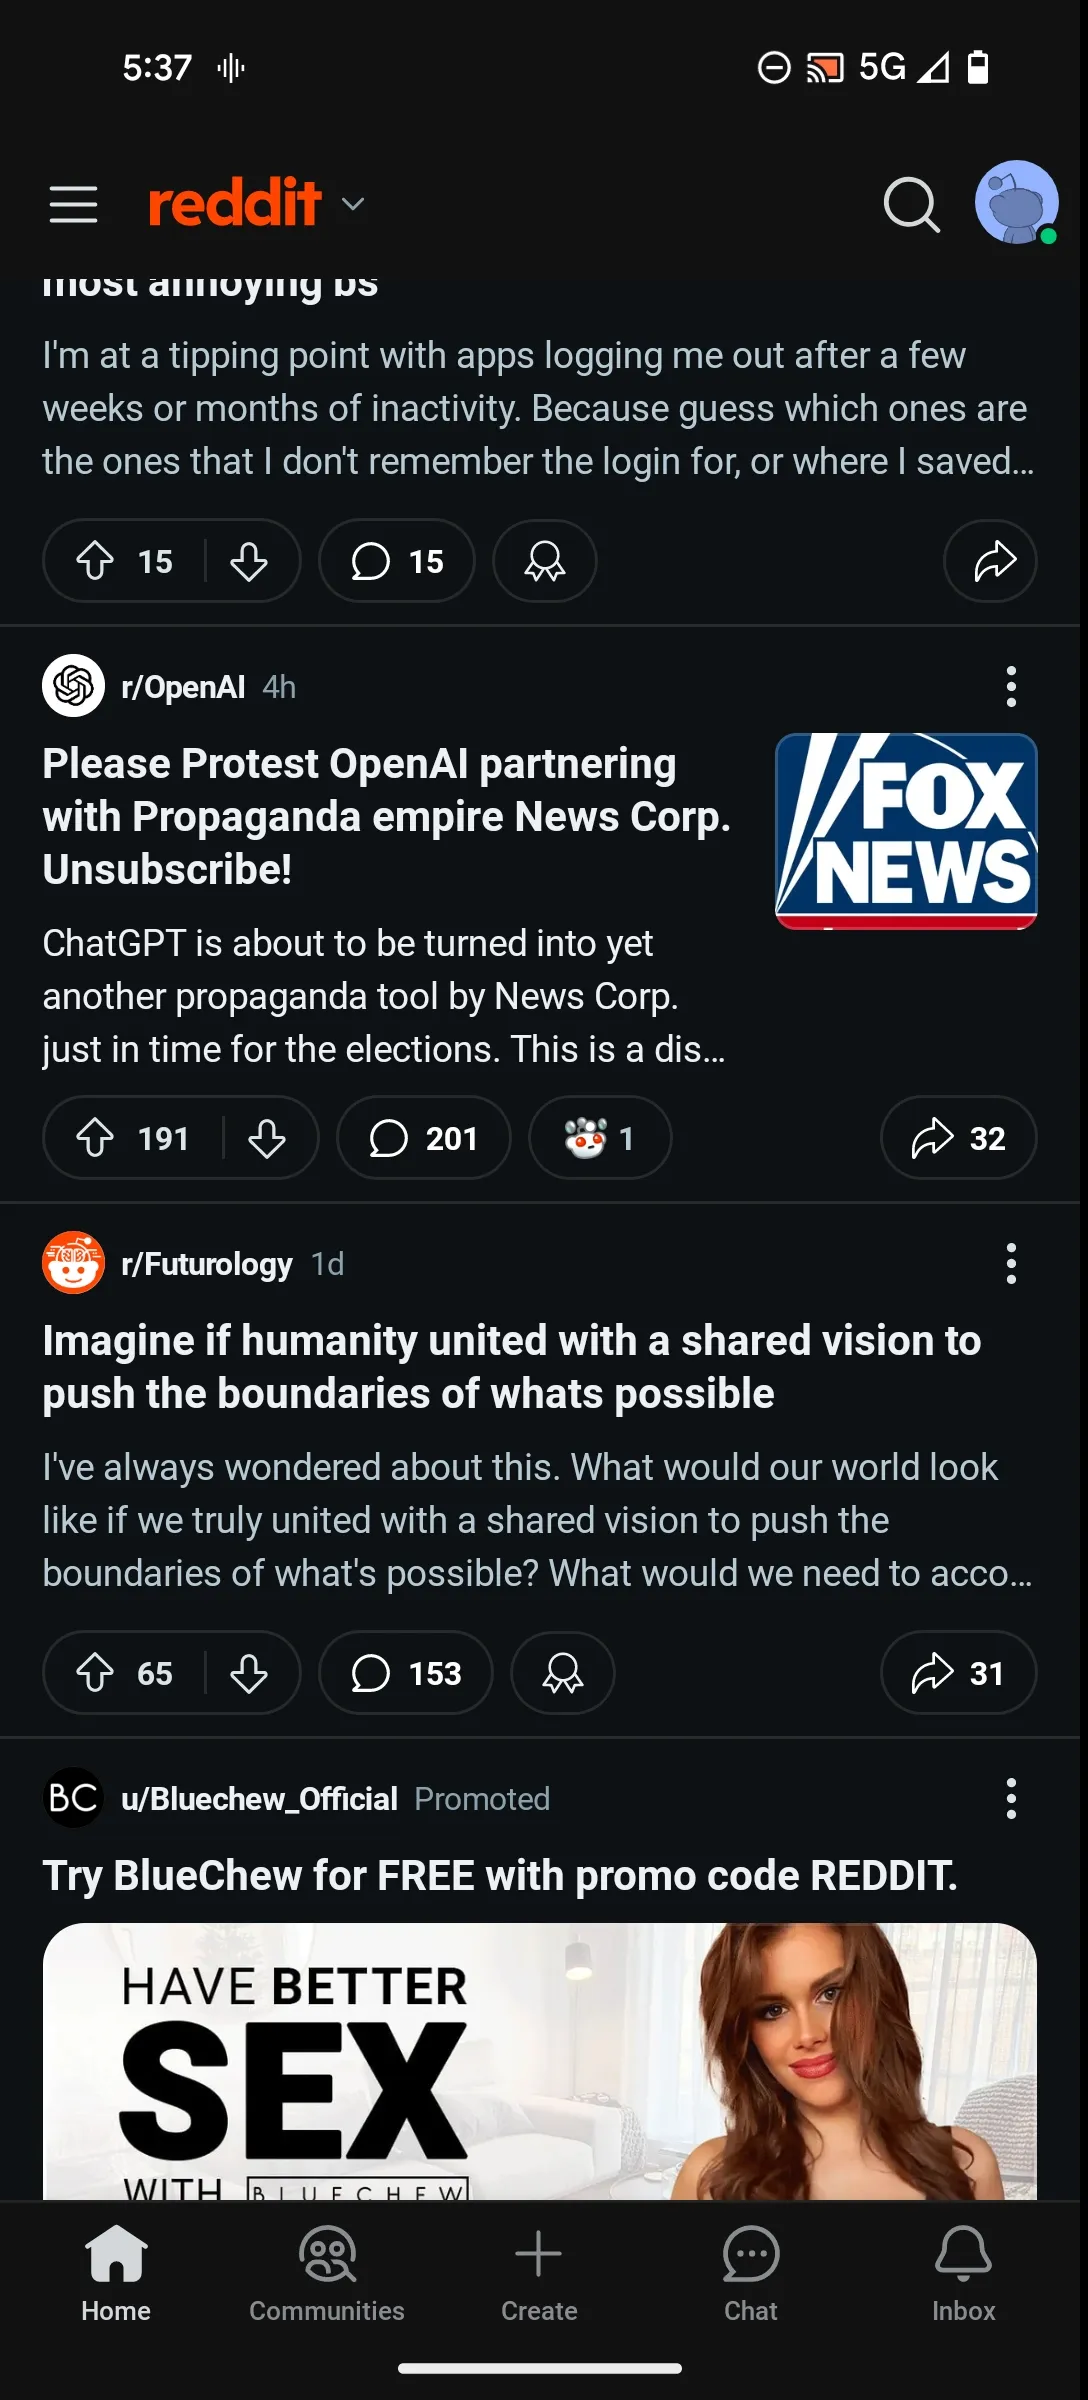 5:37
5G
reddit
most annoying bs
I'm at a tipping point with apps logging me out after a few
weeks or months of inactivity. Because guess which ones are
the ones that I don't remember the login for, or where I saved...
15
15
r/OpenAI 4h
Please Protest OpenAI partnering
with Propaganda empire News Corp.
Unsubscribe!
FOX
NEWS
ChatGPT is about to be turned into yet
another propaganda tool by News Corp.
just in time for the elections. This is a dis...
191
201
1
32
r/Futurology 1d
Imagine if humanity united with a shared vision to
push the boundaries of whats possible
I've always wondered about this. What would our world look
like if we truly united with a shared vision to push the
boundaries of what's possible? What would we need to acco...
65
153
31
BC
u/Bluechew_Official Promoted
Try BlueChew for FREE with promo code REDDIT.
HAVE BETTER
SEX
WITH BLUECHEW
Home
Communities
Create
Chat
Inbox